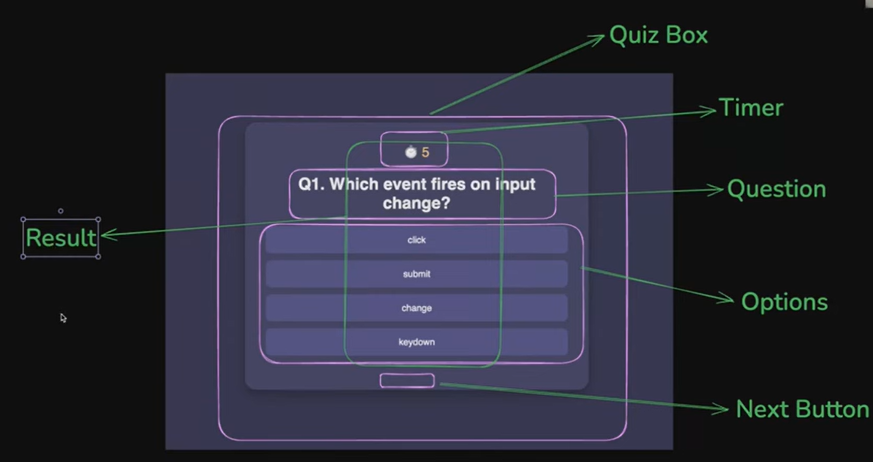 Quiz Box
Timer
5
Q1. Which event fires on input
change?
Question
Result
click
submit
change
keydown
Options
Next Button